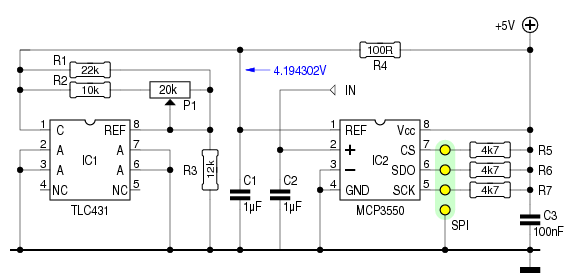 +5V
R1
22k
100R
R4
4.194302V
R2
10k
20k
P1
IN
1 C REF 8
2 A A 7
3 A A 6
4 NC NC 5
IC1
TLC431
R3
12k
C1
1µF
C2
1µF
1 REF Vcc 8
2 + CS 7
3 − SDO 6
4 GND SCK 5
IC2
MCP3550
4k7 R5
4k7 R6
4k7 R7
SPI
C3
100nF